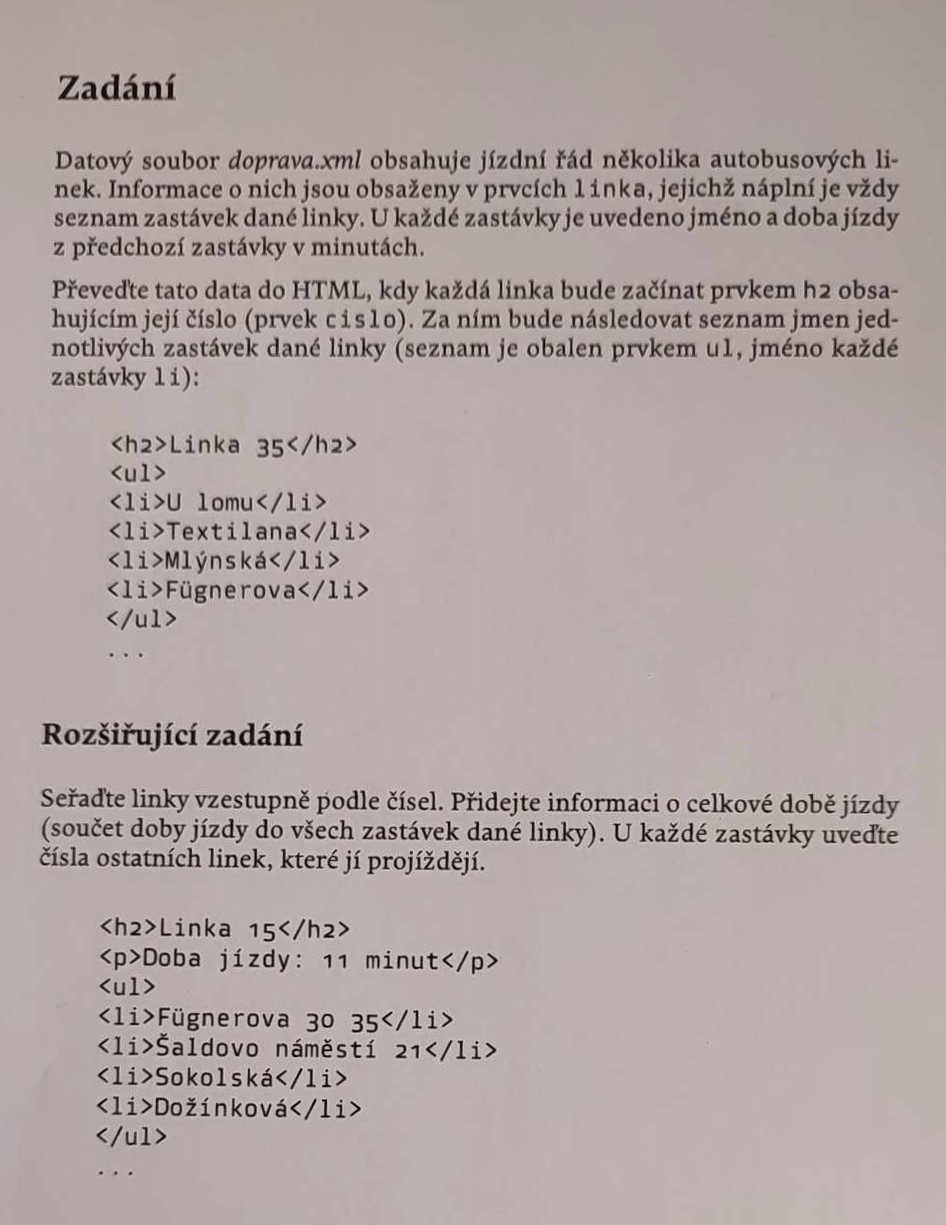 Zadání
Datový soubor doprava.xml obsahuje jízdní řád několika autobusových li-
nek. Informace o nich jsou obsaženy v prvcích linka, jejichž náplní je vždy
seznam zastávek dané linky. U každé zastávky je uvedeno jméno a doba jízdy
z předchozí zastávky v minutách.
Převeďte tato data do HTML, kdy každá linka bude začínat prvkem h2 obsa-
hujícím její číslo (prvek cislo). Za ním bude následovat seznam jmen jed-
notlivých zastávek dané linky (seznam je obalen prvkem ul, jméno každé
zastávky li):
<h2>Linka 35</h2>
<ul>
<li>U lomu</li>
<li>Textilana</li>
<li>Mlýnská</li>
<li>Fügnerova</li>
</ul>
...
Rozšiřující zadání
Seřaďte linky vzestupně podle čísel. Přidejte informaci o celkové době jízdy
(součet doby jízdy do všech zastávek dané linky). U každé zastávky uveďte
čísla ostatních linek, které jí projíždějí.
<h2>Linka 15</h2>
<p>Doba jízdy: 11 minut</p>
<ul>
<li>Fügnerova 30 35</li>
<li>Šaldovo náměstí 21</li>
<li>Sokolská</li>
<li>Dožínková</li>
</ul>
...